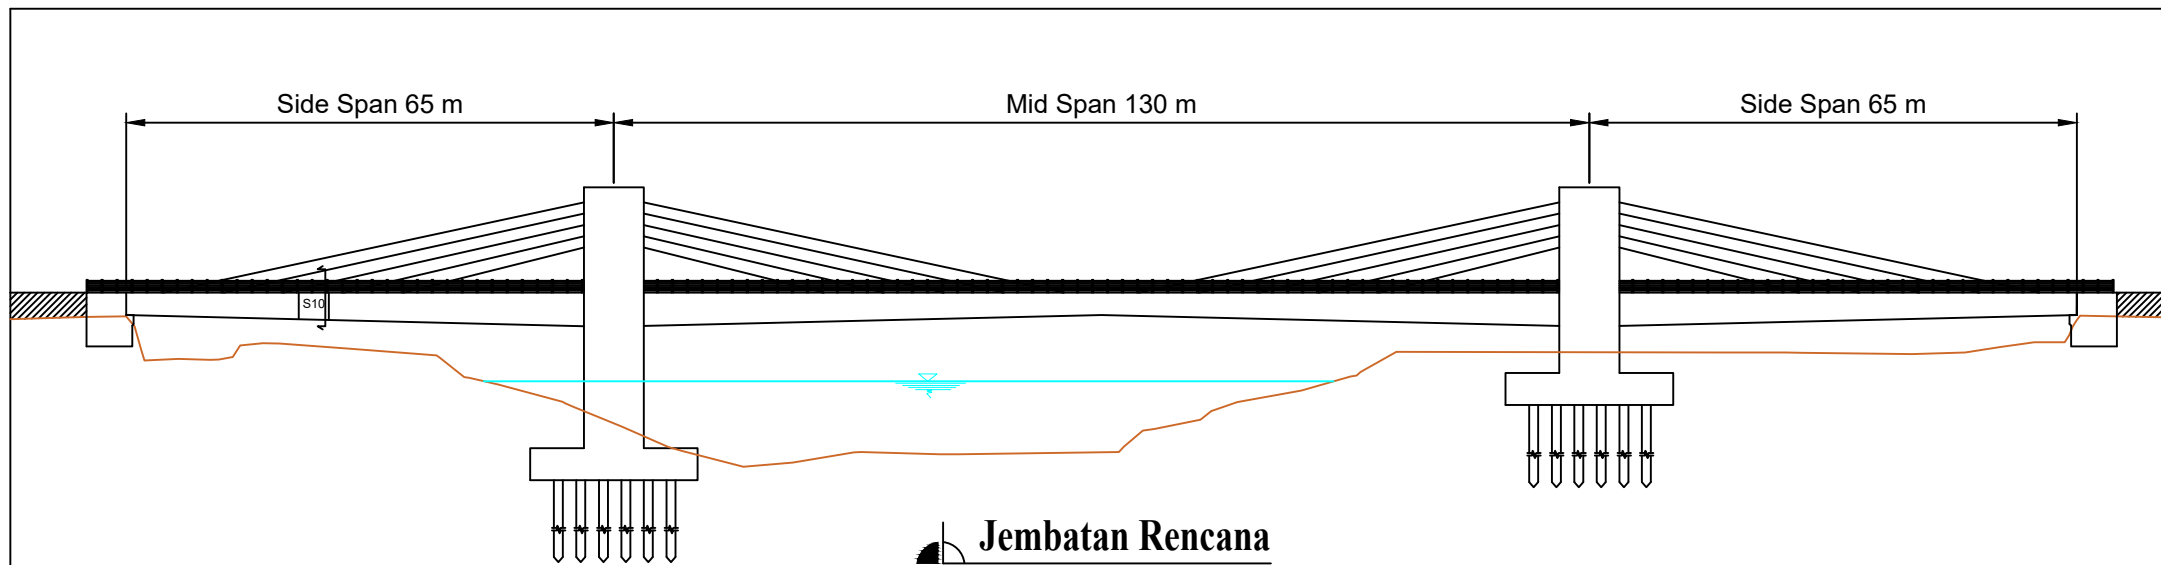 Side Span 65 m
Mid Span 130 m
Side Span 65 m
S10
Jembatan Rencana